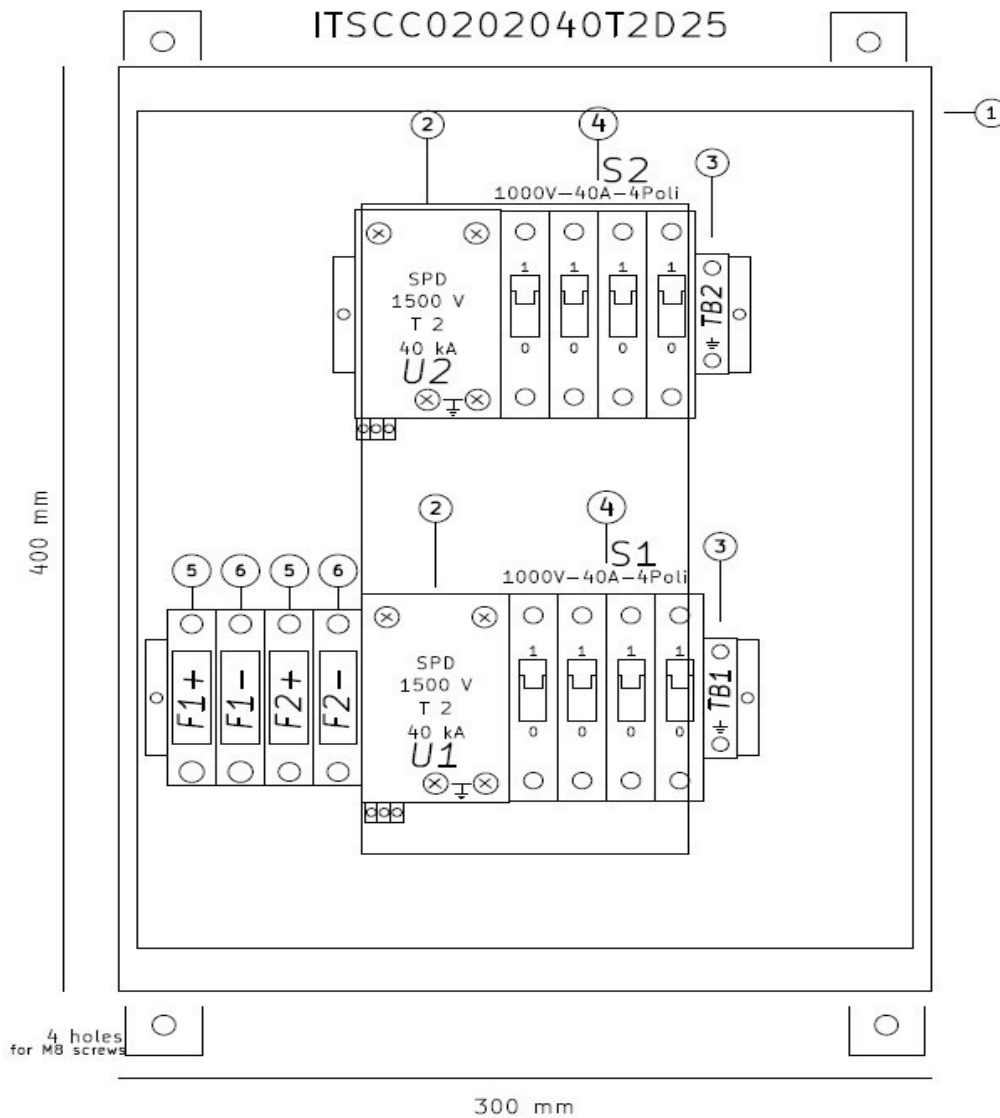 ITSCC0202040T2D25
1
2
4
3
S2
1000V-40A-4Poli
SPD
1500 V
T 2
40 kA
U2
1 1 1 1
0 0 0 0
TB2
400 mm
2
4
3
S1
1000V-40A-4Poli
5 6 5 6
F1+ F1- F2+ F2-
SPD
1500 V
T 2
40 kA
U1
1 1 1 1
0 0 0 0
TB1
4 holes
for M8 screws
300 mm